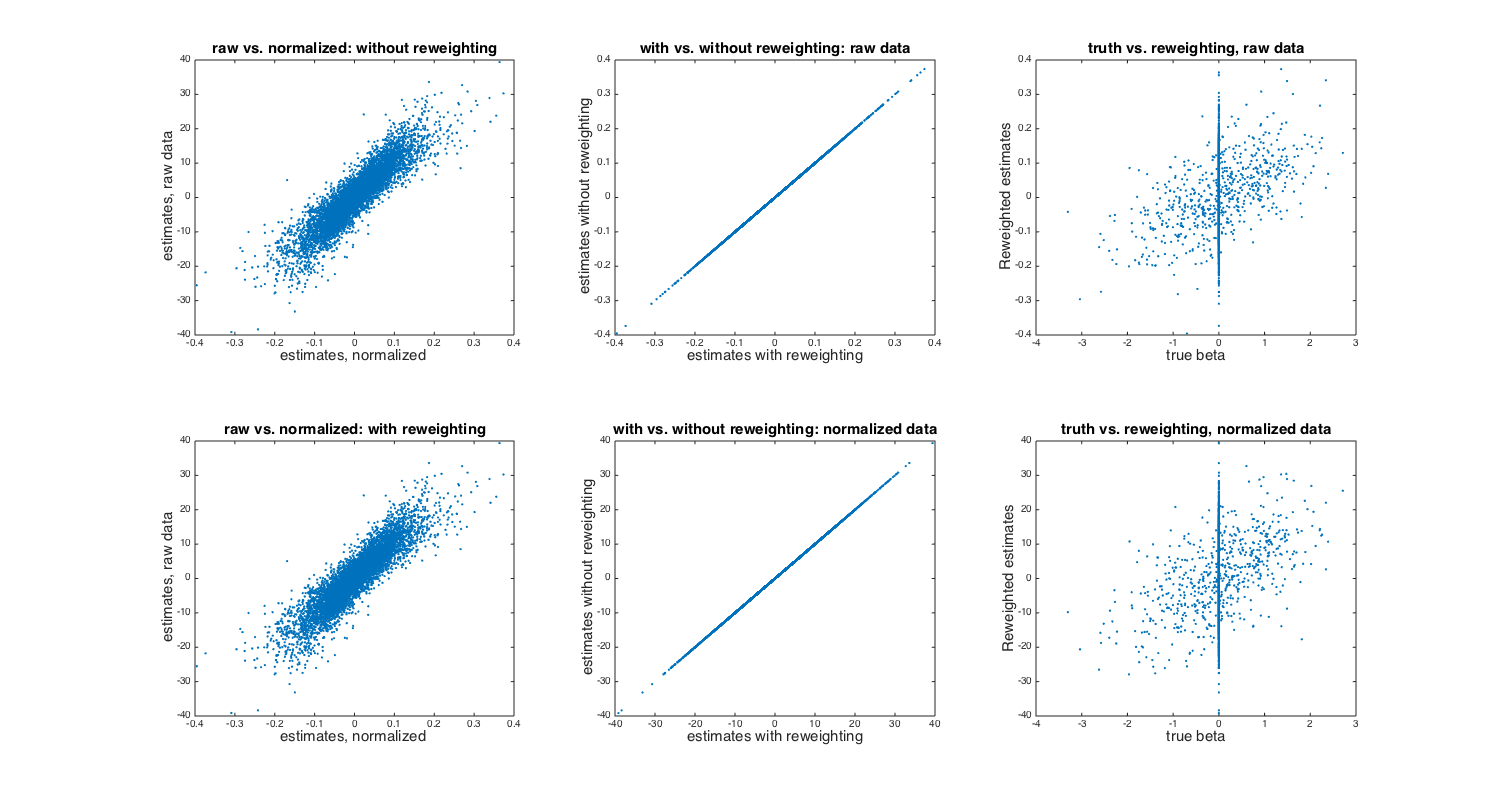 raw vs. normalized: without reweighting
estimates, raw data
40
30
20
10
0
-10
-20
-30
-40
-0.4 -0.3 -0.2 -0.1 0 0.1 0.2 0.3 0.4
estimates, normalized
with vs. without reweighting: raw data
estimates without reweighting
0.4
0.3
0.2
0.1
0
-0.1
-0.2
-0.3
-0.4
-0.4 -0.3 -0.2 -0.1 0 0.1 0.2 0.3 0.4
estimates with reweighting
truth vs. reweighting, raw data
Reweighted estimates
0.4
0.3
0.2
0.1
0
-0.1
-0.2
-0.3
-0.4
-4 -3 -2 -1 0 1 2 3
true beta
raw vs. normalized: with reweighting
estimates, raw data
40
30
20
10
0
-10
-20
-30
-40
-0.4 -0.3 -0.2 -0.1 0 0.1 0.2 0.3 0.4
estimates, normalized
with vs. without reweighting: normalized data
estimates without reweighting
40
30
20
10
0
-10
-20
-30
-40
-40 -30 -20 -10 0 10 20 30 40
estimates with reweighting
truth vs. reweighting, normalized data
Reweighted estimates
40
30
20
10
0
-10
-20
-30
-40
-4 -3 -2 -1 0 1 2 3
true beta